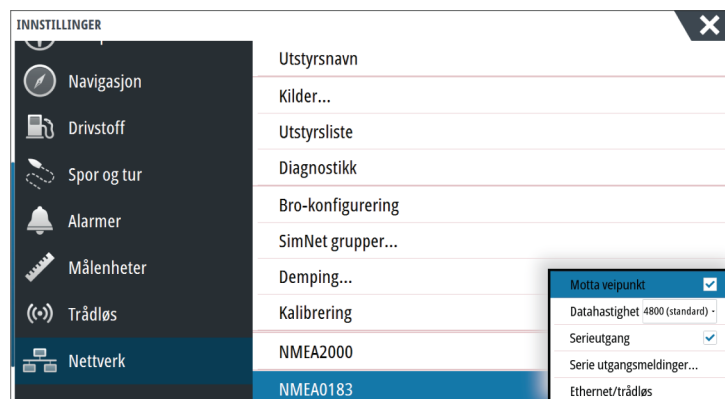 INNSTILLINGER
Navigasjon
Drivstoff
Spor og tur
Alarmer
Målenheter
Trådløs
Nettverk
Utstyrsnavn
Kilder...
Utstyrsliste
Diagnostikk
Bro-konfigurering
SimNet grupper...
Demping...
Kalibrering
NMEA2000
NMEA0183
Motta veipunkt
Datahastighet 4800 (standard)
Serieutgang
Serie utgangsmeldinger...
Ethernet/trådløs